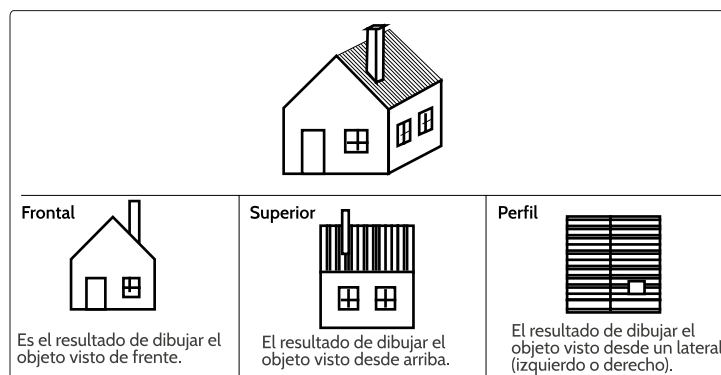 Frontal
Es el resultado de dibujar el
objeto visto de frente.
Superior
El resultado de dibujar el
objeto visto desde arriba.
Perfil
El resultado de dibujar el
objeto visto desde un lateral
(izquierdo o derecho).